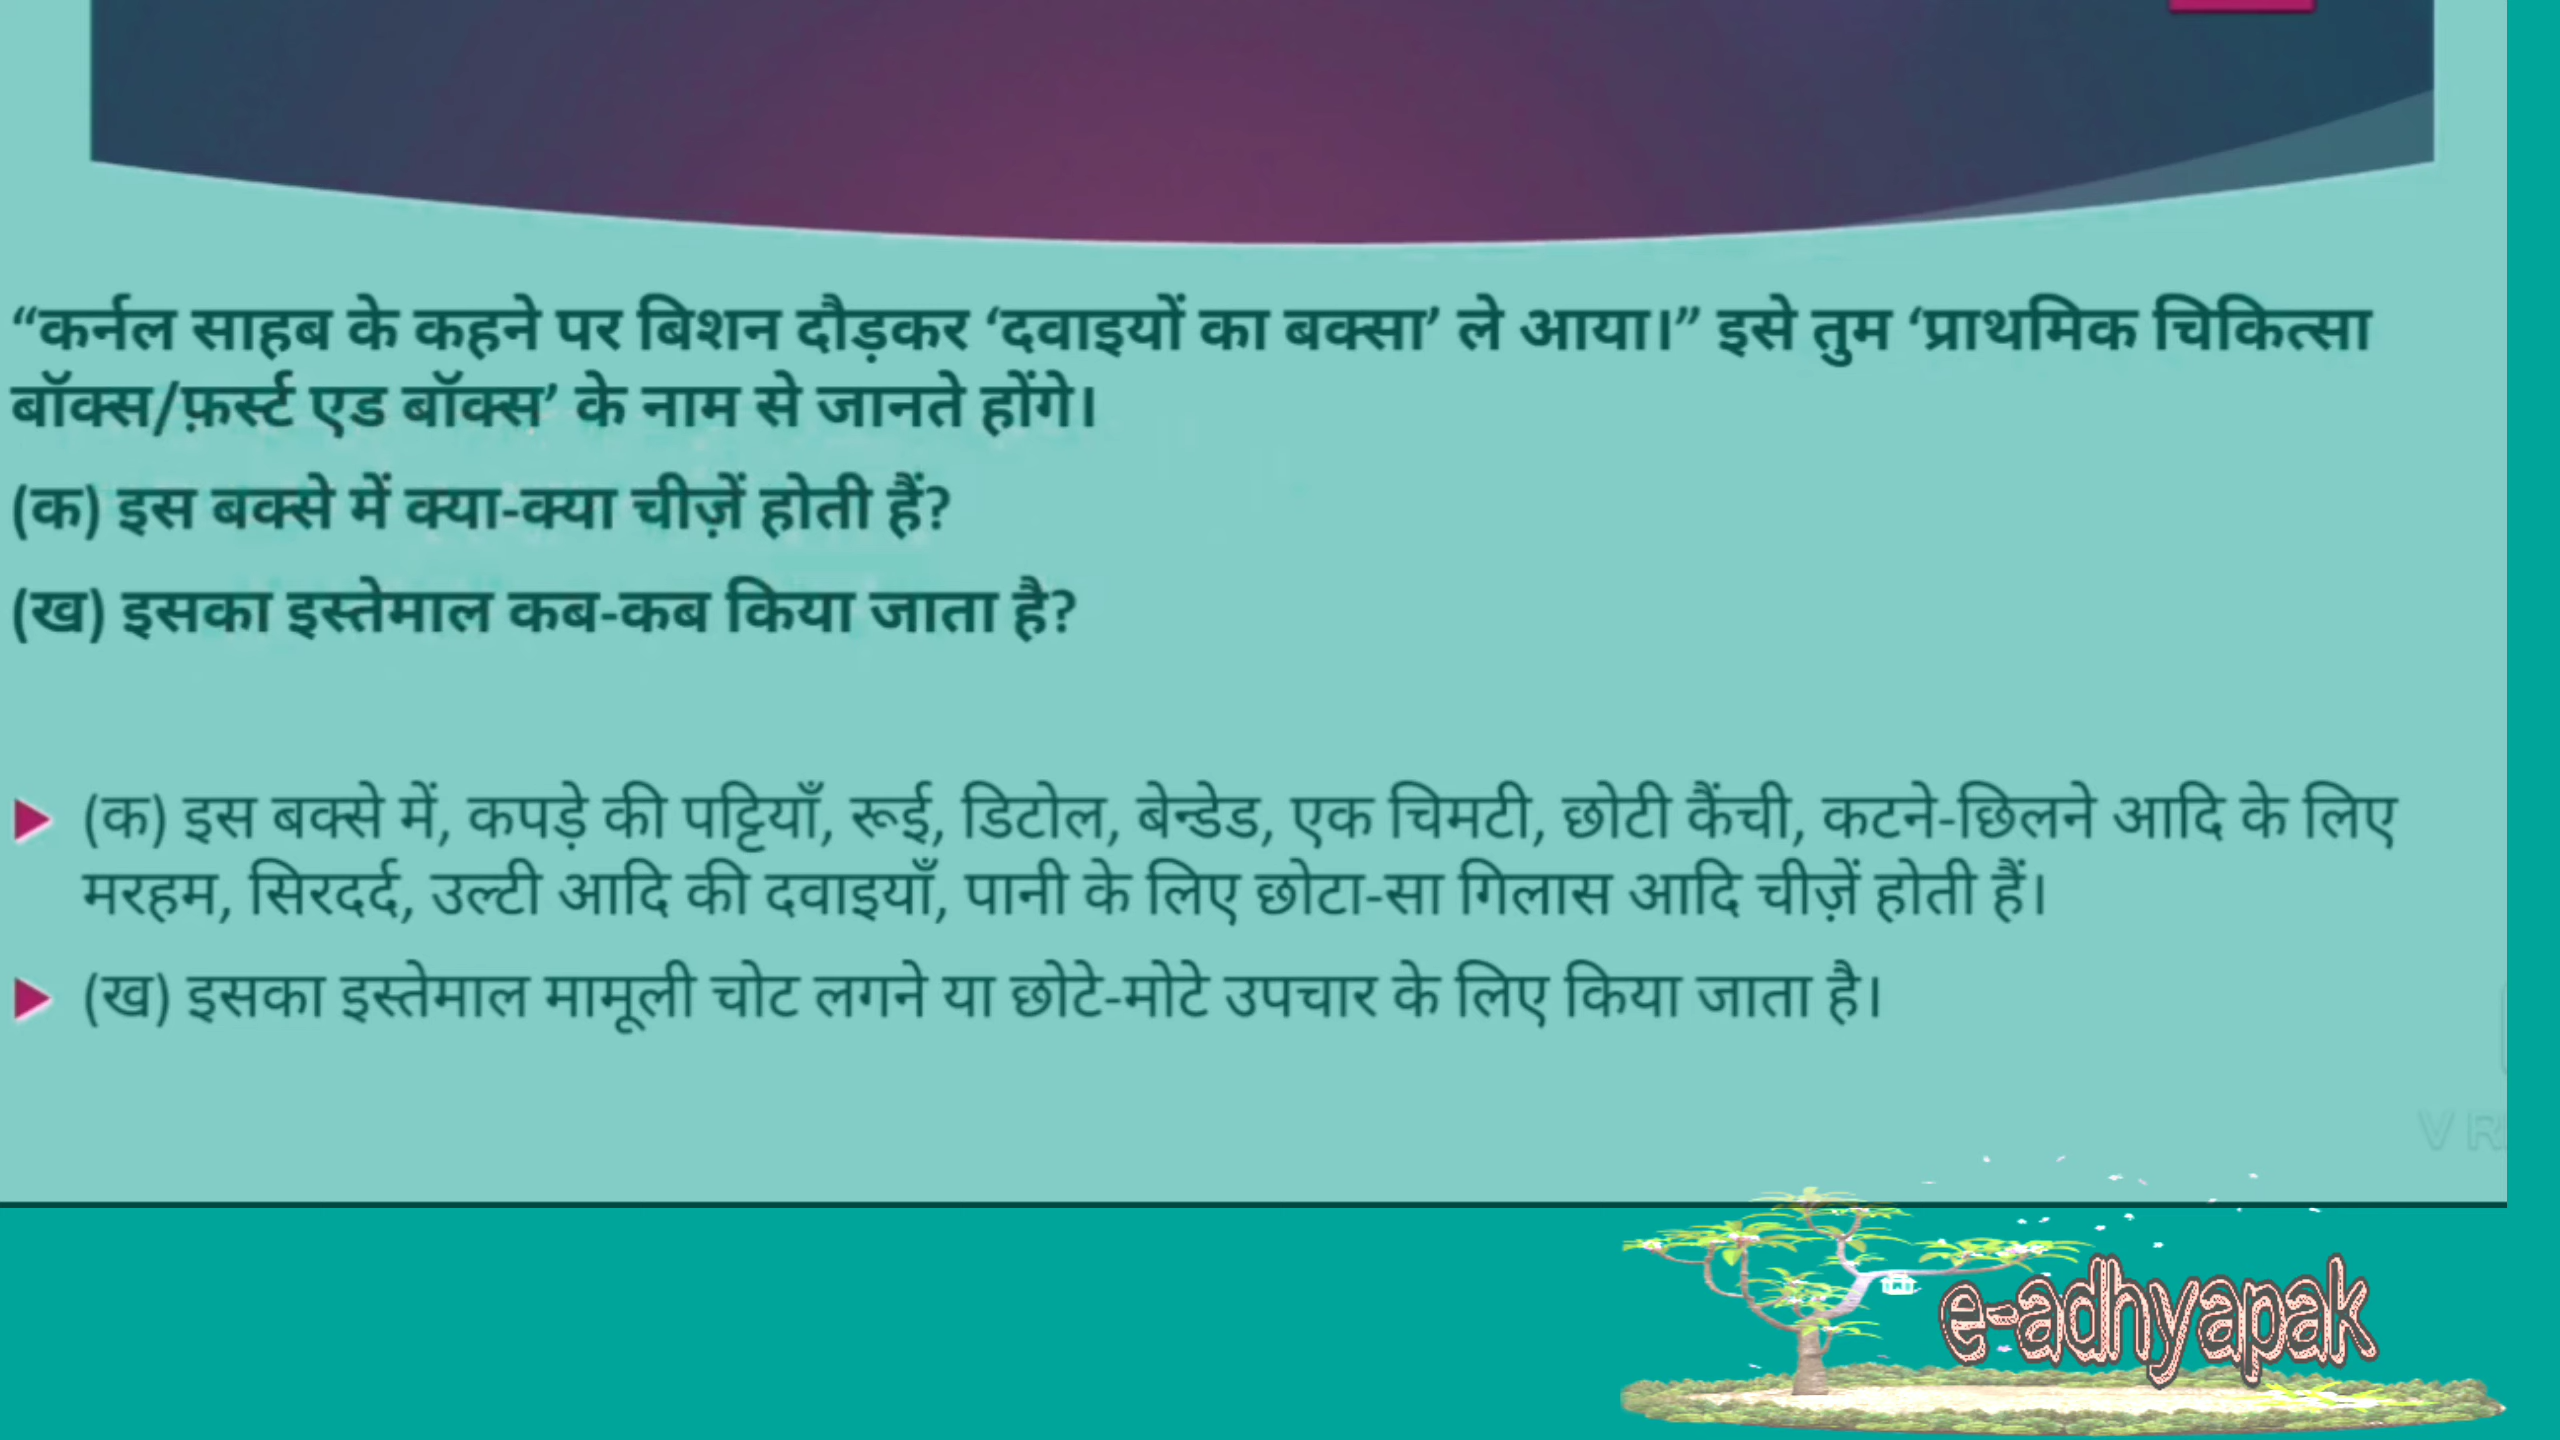 “कर्नल साहब के कहने पर बिशन दौड़कर ‘दवाइयों का बक्सा’ ले आया।” इसे तुम ‘प्राथमिक चिकित्सा
बॉक्स/फ़र्स्ट एड बॉक्स’ के नाम से जानते होंगे।
(क) इस बक्से में क्या-क्या चीज़ें होती हैं?
(ख) इसका इस्तेमाल कब-कब किया जाता है?
(क) इस बक्से में, कपड़े की पट्टियाँ, रूई, डिटोल, बेन्डेड, एक चिमटी, छोटी कैंची, कटने-छिलने आदि के लिए
मरहम, सिरदर्द, उल्टी आदि की दवाइयाँ, पानी के लिए छोटा-सा गिलास आदि चीज़ें होती हैं।
(ख) इसका इस्तेमाल मामूली चोट लगने या छोटे-मोटे उपचार के लिए किया जाता है।
e-adhyapak